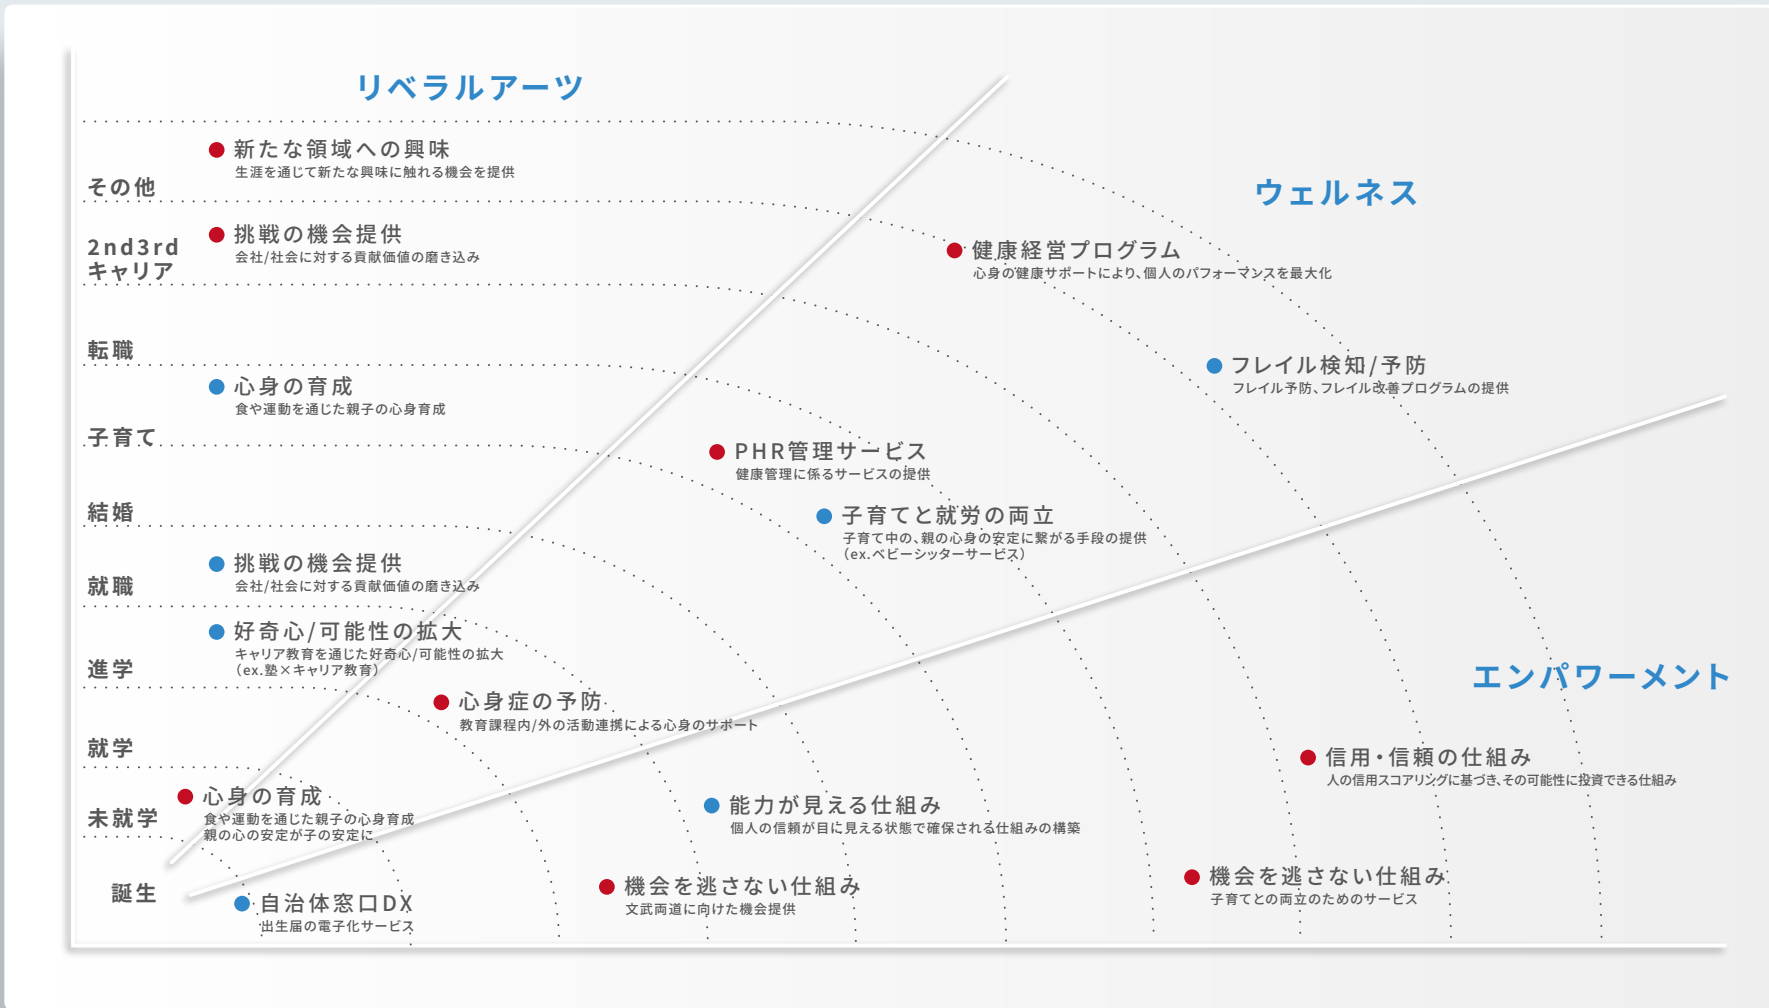 リベラルアーツ
新たな領域への興味
生涯を通じて新たな興味に触れる機会を提供
その他
ウェルネス
挑戦の機会提供
会社/社会に対する貢献価値の磨き込み
2nd3rd
キャリア
健康経営プログラム
心身の健康サポートにより、個人のパフォーマンスを最大化
転職
フレイル検知/予防
フレイル予防、フレイル改善プログラムの提供
心身の育成
食や運動を通じた親子の心身育成
子育て
PHR管理サービス
健康管理に係るサービスの提供
結婚
子育てと就労の両立
子育て中の、親の心身の安定に繋がる手段の提供
（ex.ベビーシッターサービス）
挑戦の機会提供
会社/社会に対する貢献価値の磨き込み
就職
好奇心/可能性の拡大
キャリア教育を通じた好奇心/可能性の拡大
（ex.塾×キャリア教育）
進学
エンパワーメント
心身症の予防
教育課程内/外の活動連携による心身のサポート
就学
信用・信頼の仕組み
人の信用スコアリングに基づき、その可能性に投資できる仕組み
心身の育成
食や運動を通じた親子の心身育成
親の心の安定が子の安定に
未就学
能力が見える仕組み
個人の信頼が目に見える状態で確保される仕組みの構築
誕生
機会を逃さない仕組み
文武両道に向けた機会提供
機会を逃さない仕組み
子育てとの両立のためのサービス
自治体窓口DX
出生届の電子化サービス